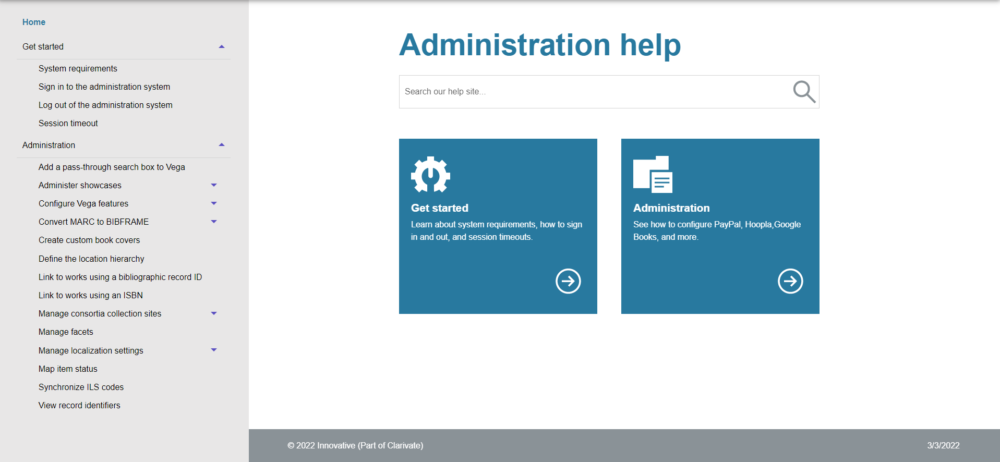 Home
Get started
System requirements
Sign in to the administration system
Log out of the administration system
Session timeout
Administration
Add a pass-through search box to Vega
Administer showcases
Configure Vega features
Convert MARC to BIBFRAME
Create custom book covers
Define the location hierarchy
Link to works using a bibliographic record ID
Link to works using an ISBN
Manage consortia collection sites
Manage facets
Manage localization settings
Map item status
Synchronize ILS codes
View record identifiers
Administration help
Search our help site...
Get started
Learn about system requirements, how to sign
in and out, and session timeouts.
Administration
See how to configure PayPal, Hoopla,Google
Books, and more.
© 2022 Innovative (Part of Clarivate)
3/3/2022